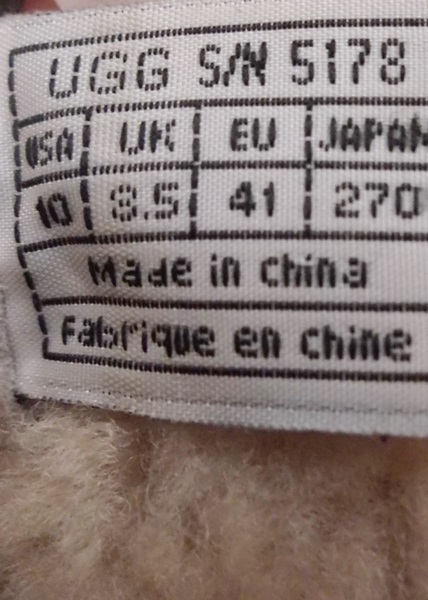 UGG S/N 5178
USA UK EU JAPAN
10 8.5 41 270
Made in China
Fabrique en chine